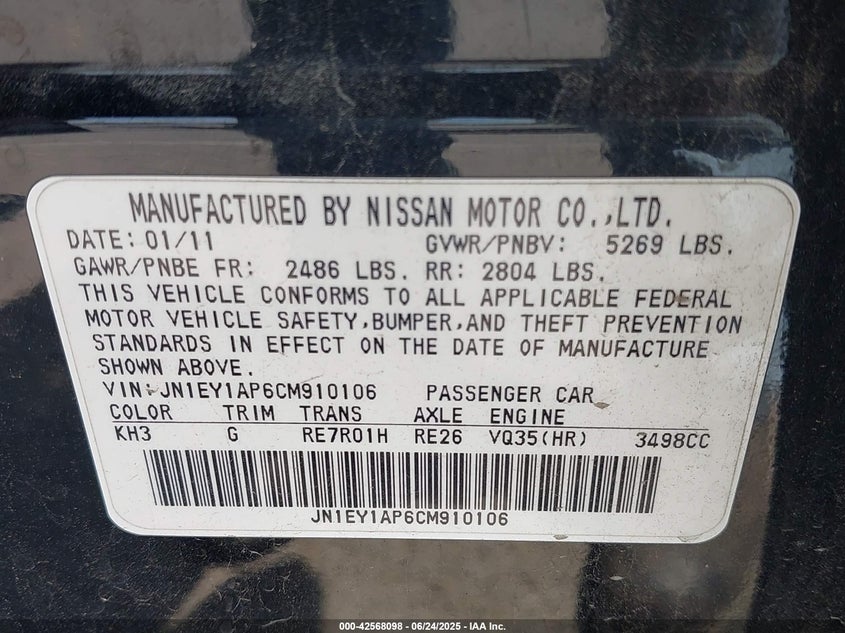 MANUFACTURED BY NISSAN MOTOR CO.,LTD.
DATE: 01/11 GVWR/PNBV: 5269 LBS.
GAWR/PNBE FR: 2486 LBS. RR: 2804 LBS.
THIS VEHICLE CONFORMS TO ALL APPLICABLE FEDERAL
MOTOR VEHICLE SAFETY,BUMPER,AND THEFT PREVENTION
STANDARDS IN EFFECT ON THE DATE OF MANUFACTURE
SHOWN ABOVE.
VIN: JN1EY1AP6CM910106 PASSENGER CAR
COLOR TRIM TRANS AXLE ENGINE
KH3 G RE7R01H RE26 VQ35(HR) 3498CC
JN1EY1AP6CM910106
000-42568098 - 06/24/2025 - IAA Inc.